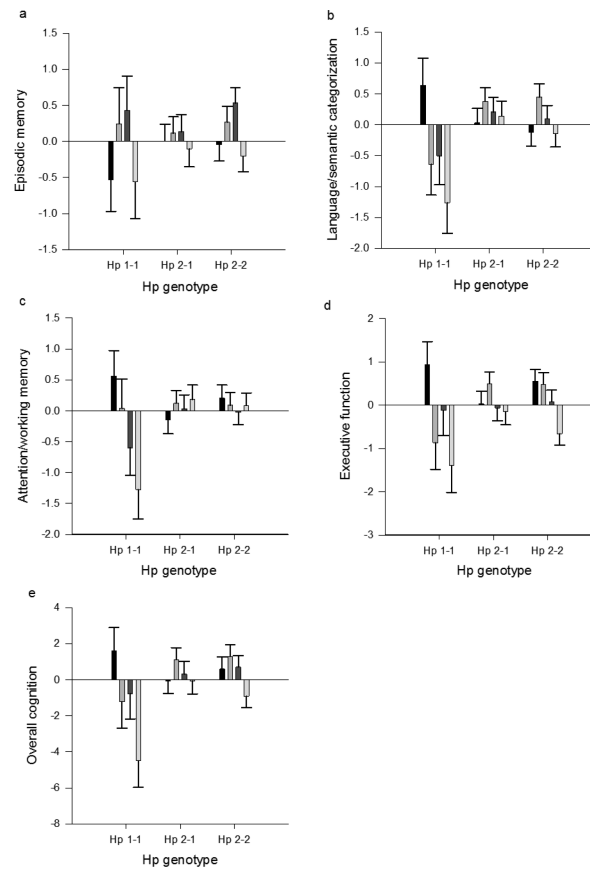 a
1.5
1.0
0.5
0.0
-0.5
-1.0
-1.5
Episodic memory
Hp 1-1 Hp 2-1 Hp 2-2
Hp genotype
b
1.5
1.0
0.5
0.0
-0.5
-1.0
-1.5
-2.0
Language/semantic categorization
Hp 1-1 Hp 2-1 Hp 2-2
Hp genotype
c
1.5
1.0
0.5
0.0
-0.5
-1.0
-1.5
-2.0
Attention/working memory
Hp 1-1 Hp 2-1 Hp 2-2
Hp genotype
d
2
1
0
-1
-2
-3
Executive function
Hp 1-1 Hp 2-1 Hp 2-2
Hp genotype
e
4
2
0
-2
-4
-6
-8
Overall cognition
Hp 1-1 Hp 2-1 Hp 2-2
Hp genotype